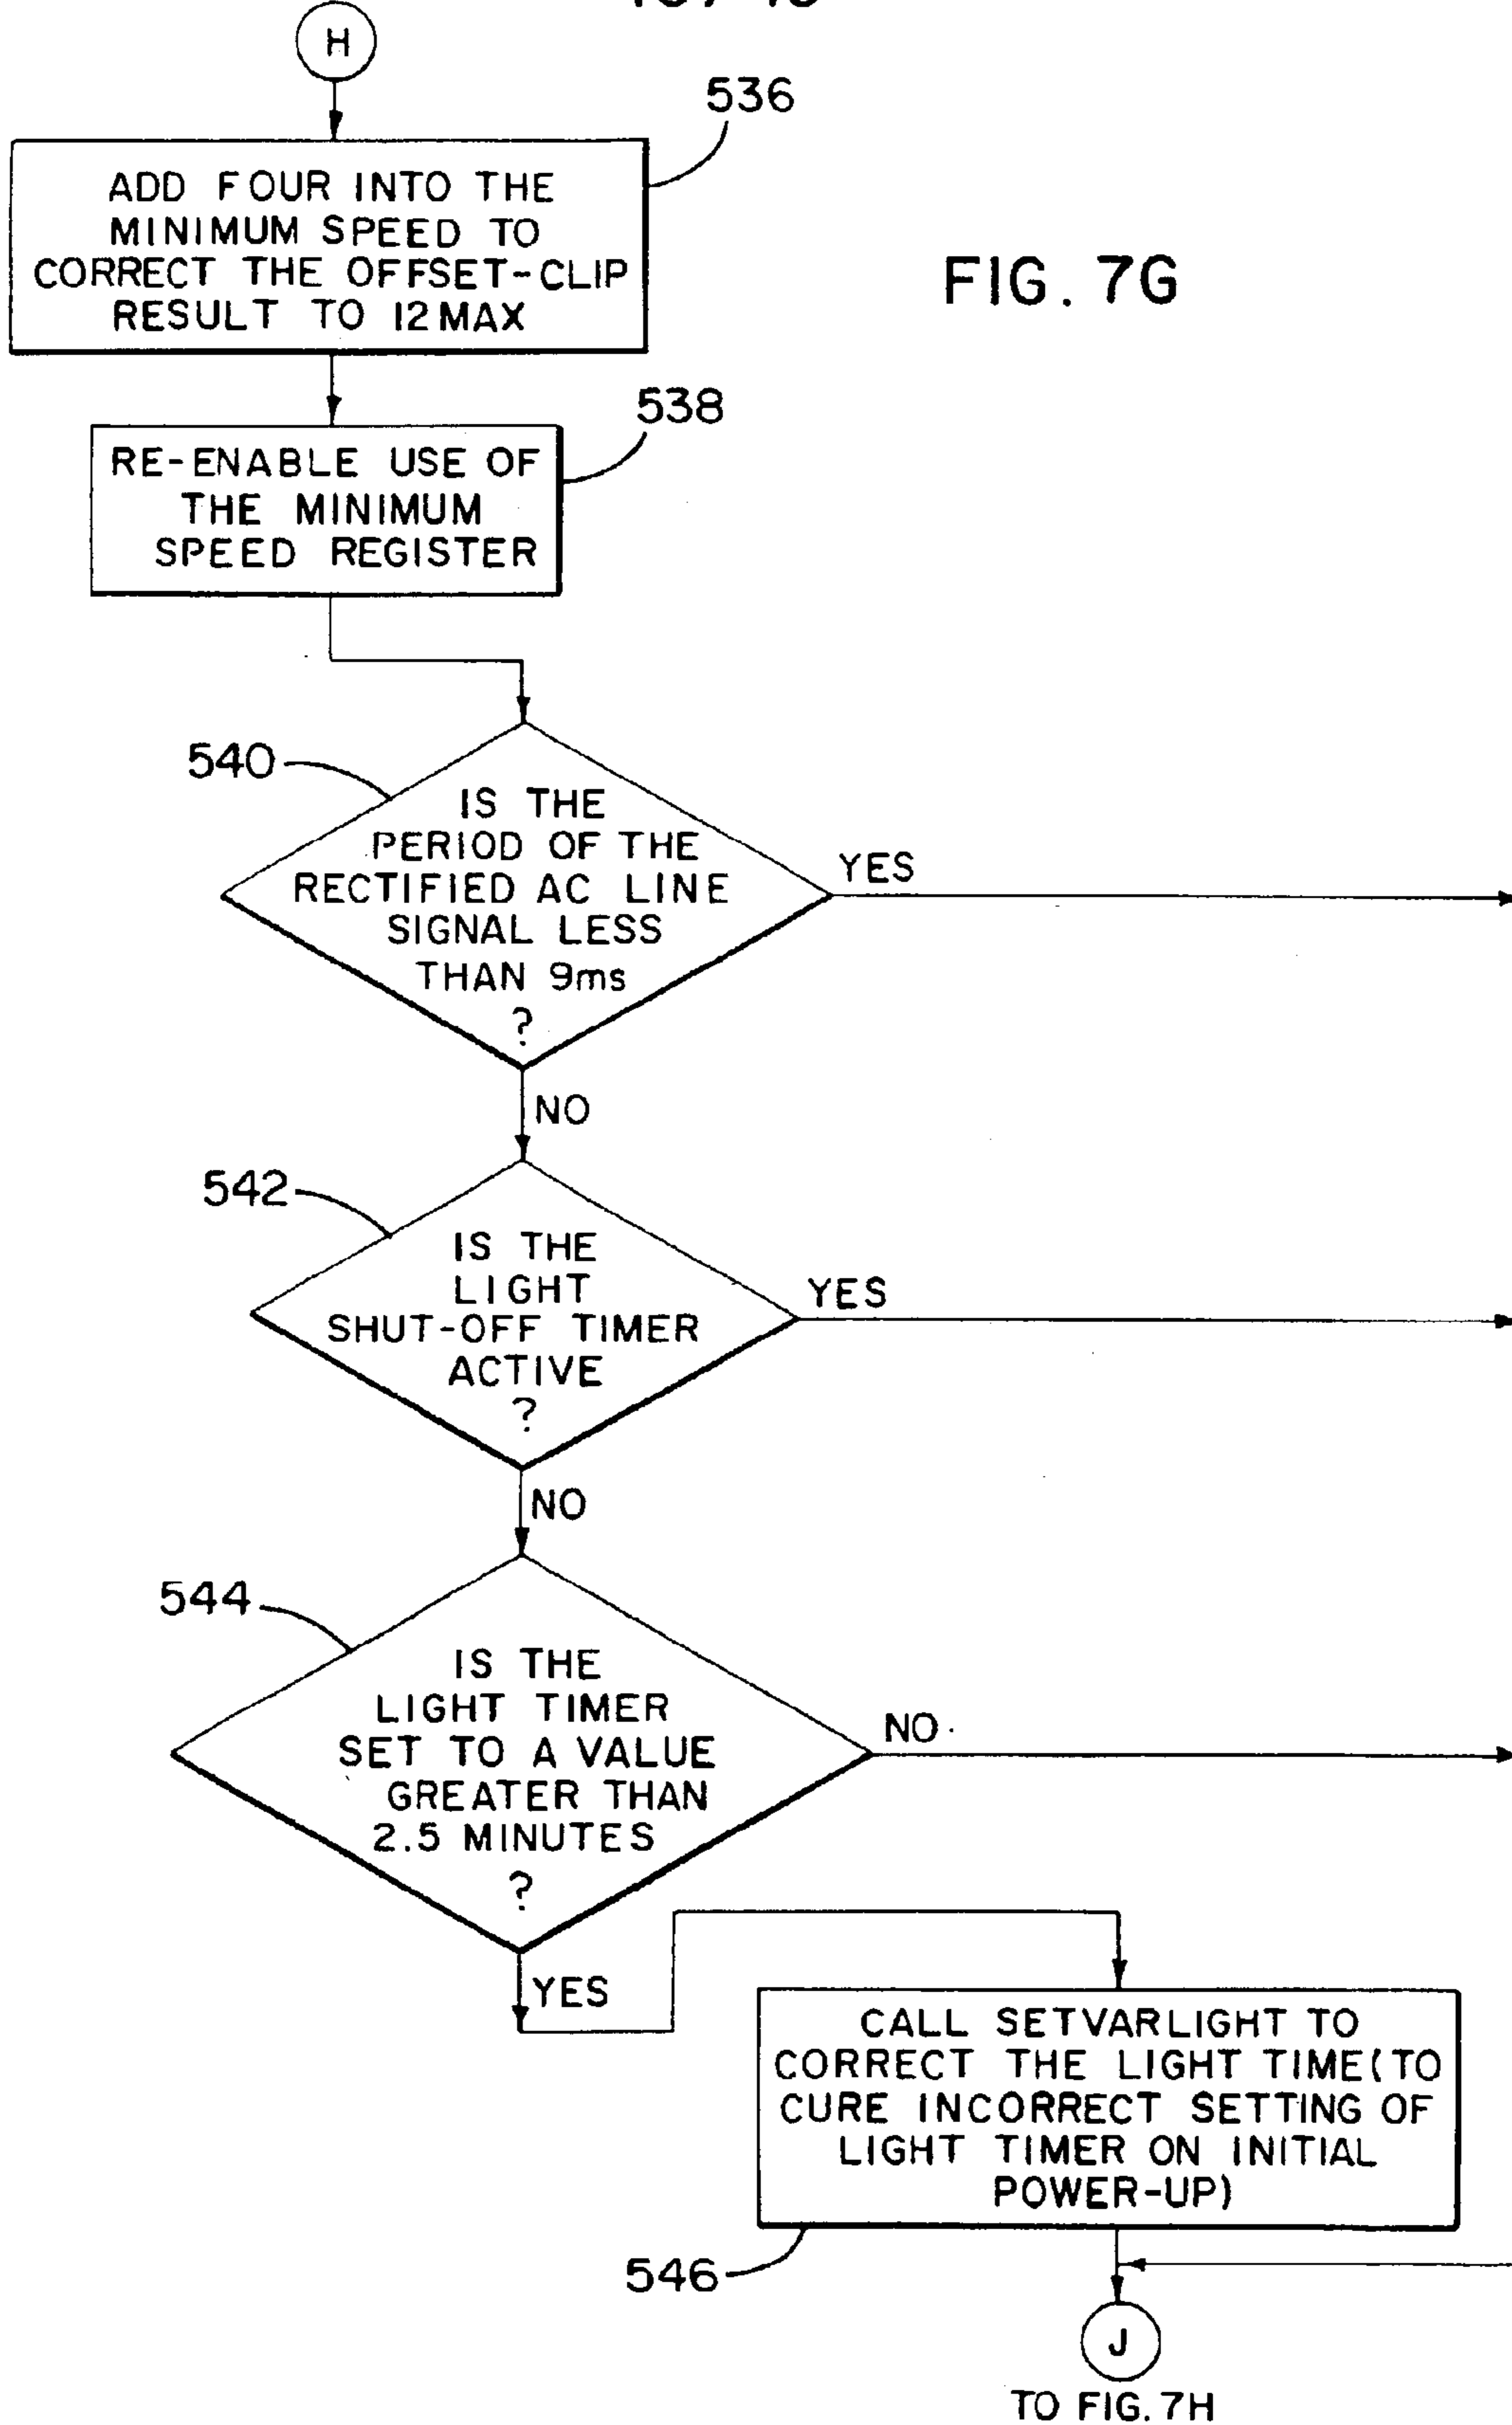 H
536
ADD FOUR INTO THE
MINIMUM SPEED TO
CORRECT THE OFFSET-CLIP
RESULT TO 12 MAX
FIG. 7G
538
RE-ENABLE USE OF
THE MINIMUM
SPEED REGISTER
540
IS THE
PERIOD OF THE
RECTIFIED AC LINE
SIGNAL LESS
THAN 9ms
?
YES
NO
542
IS THE
LIGHT
SHUT-OFF TIMER
ACTIVE
?
YES
NO
544
IS THE
LIGHT TIMER
SET TO A VALUE
GREATER THAN
2.5 MINUTES
?
NO
YES
CALL SETVARLIGHT TO
CORRECT THE LIGHT TIME(TO
CURE INCORRECT SETTING OF
LIGHT TIMER ON INITIAL
POWER-UP)
546
J
TO FIG. 7H